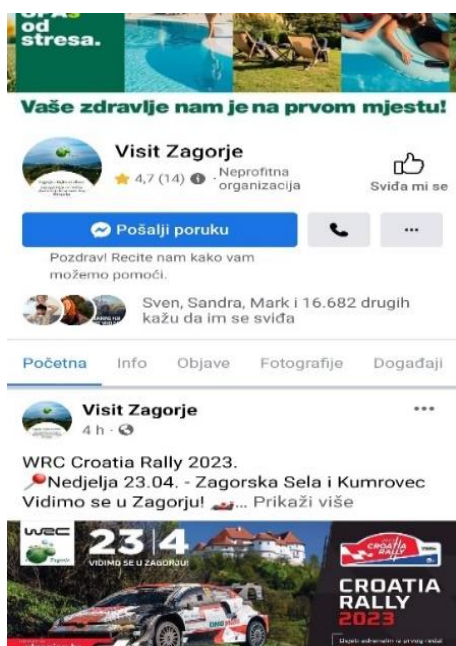 od
stresa.
Vaše zdravlje nam je na prvom mjestu!
Visit Zagorje
4,7 (14) · Neprofitna
organizacija
Sviđa mi se
Pošalji poruku
Pozdrav! Recite nam kako vam
možemo pomoći.
Sven, Sandra, Mark i 16.682 drugih
kažu da im se sviđa
Početna Info Objave Fotografije Događaji
Visit Zagorje
4 h ·
WRC Croatia Rally 2023.
Nedjelja 23.04. - Zagorska Sela i Kumrovec
Vidimo se u Zagorju! ... Prikaži više
WRC
23|4
VIDIMO SE U ZAGORJU!
CROATIA
RALLY
CROATIA
RALLY
2023